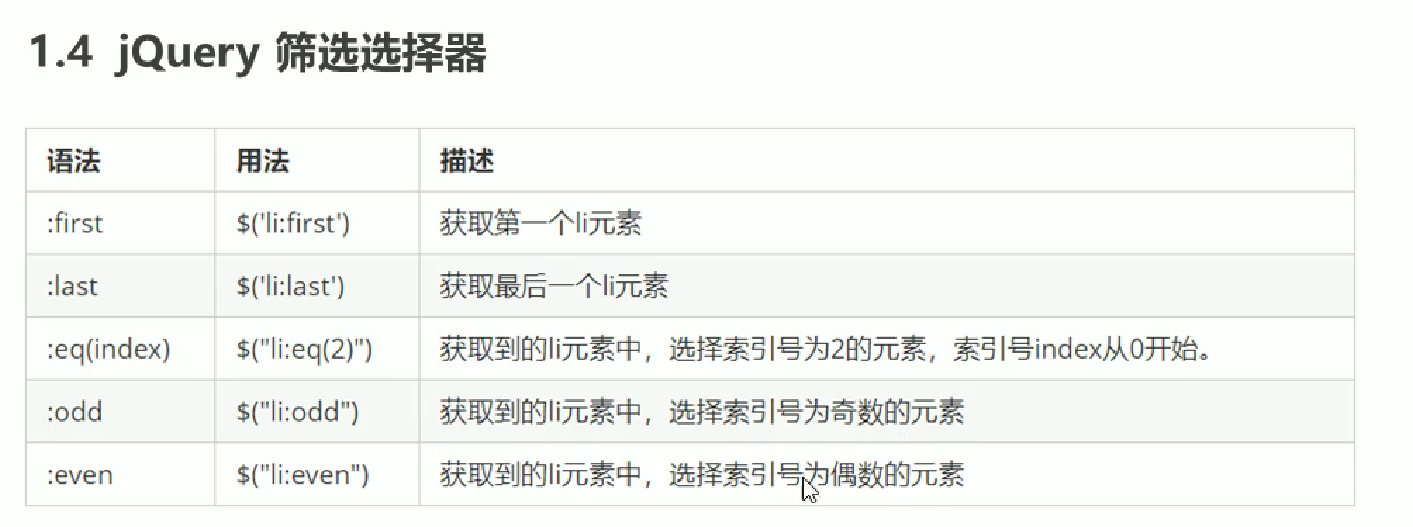 1.4 jQuery 筛选选择器
语法 用法 描述
:first $('li:first') 获取第一个li元素
:last $('li:last') 获取最后一个li元素
:eq(index) $("li:eq(2)") 获取到的li元素中，选择索引号为2的元素，索引号index从0开始。
:odd $("li:odd") 获取到的li元素中，选择索引号为奇数的元素
:even $("li:even") 获取到的li元素中，选择索引号为偶数的元素